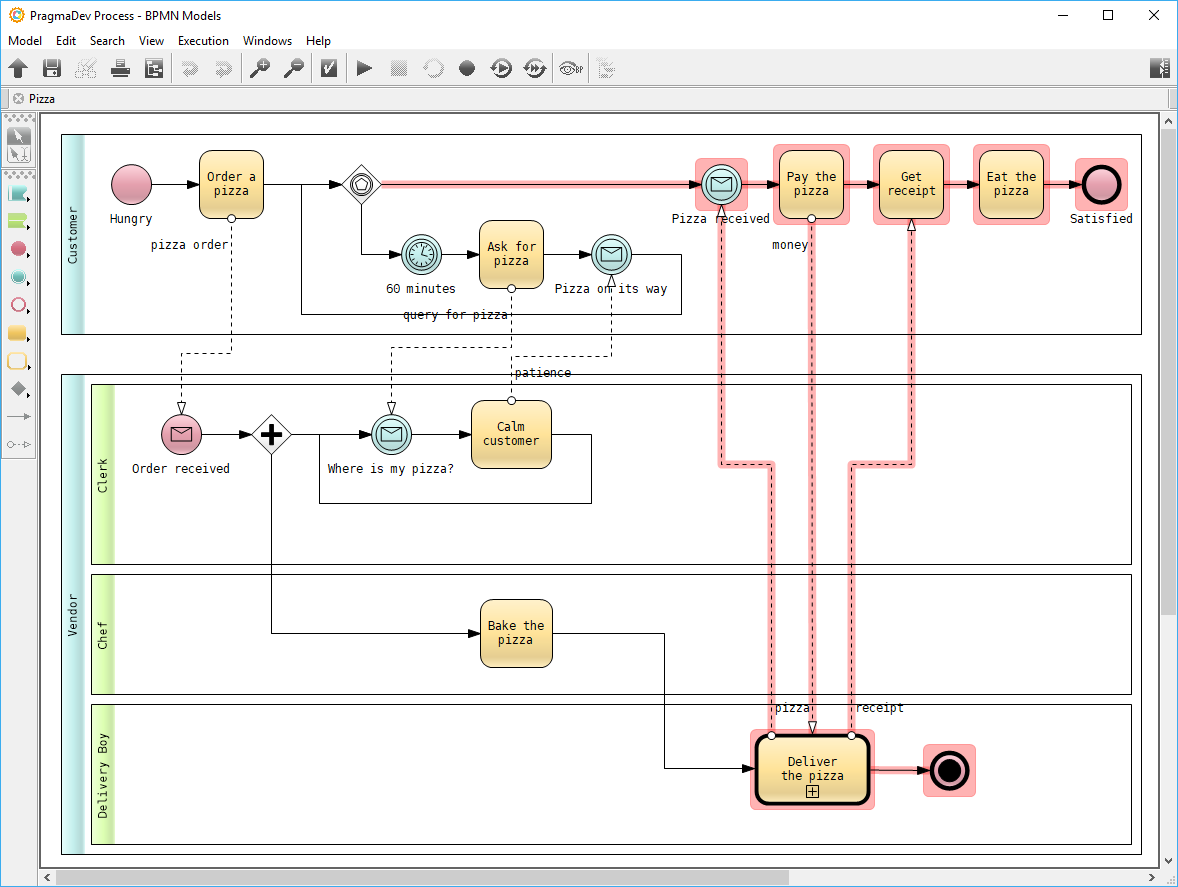 PragmaDev Process - BPMN Models
Model Edit Search View Execution Windows Help
BP
Pizza
Customer
Hungry
Order a
pizza
pizza order
60 minutes
Ask for
pizza
query for pizza
Pizza on its way
Pizza received
Pay the
pizza
money
Get
receipt
Eat the
pizza
Satisfied
patience
Vendor
Clerk
Order received
Where is my pizza?
Calm
customer
Chef
Bake the
pizza
Delivery Boy
pizza
receipt
Deliver
the pizza